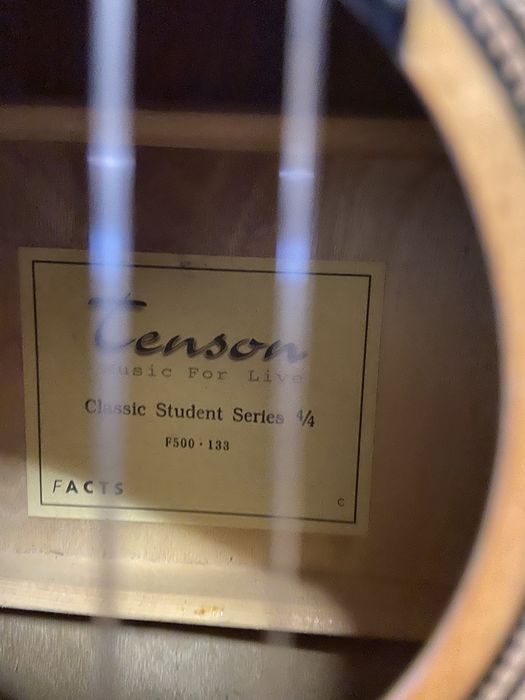 Tenson
Music For Live
Classic Student Series 4/4
F500 · 133
FACTS
C